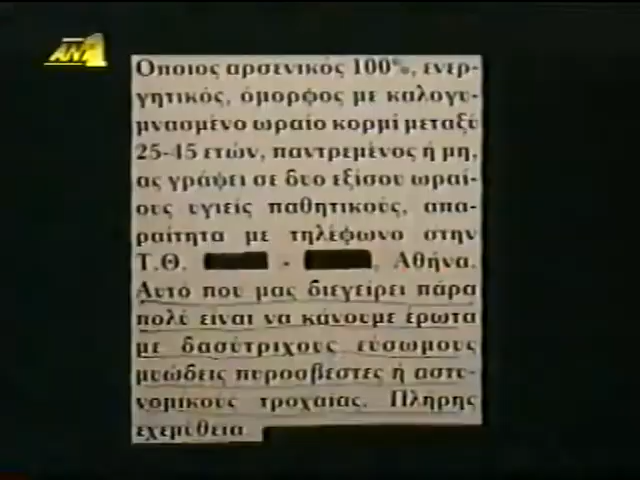 ΑΝΤ1
Οποιος αρσενικός 100%, ενερ-
γητικός, όμορφος με καλογυ-
μνασμένο ωραίο κορμί μεταξύ
25-45 ετών, παντρεμένος ή μη,
ας γράψει σε δυο εξίσου ωραί-
ους υγιείς παθητικούς, απα-
ραίτητα με τηλέφωνο στην
Τ.Θ. - , Αθήνα.
Αυτό που μας διεγείρει πάρα
πολύ είναι να κάνουμε έρωτα
με δασύτριχους εύσωμους
μυώδεις πυροσβέστες ή αστυ-
νομικούς τροχαίας. Πλήρης
εχεμύθεια